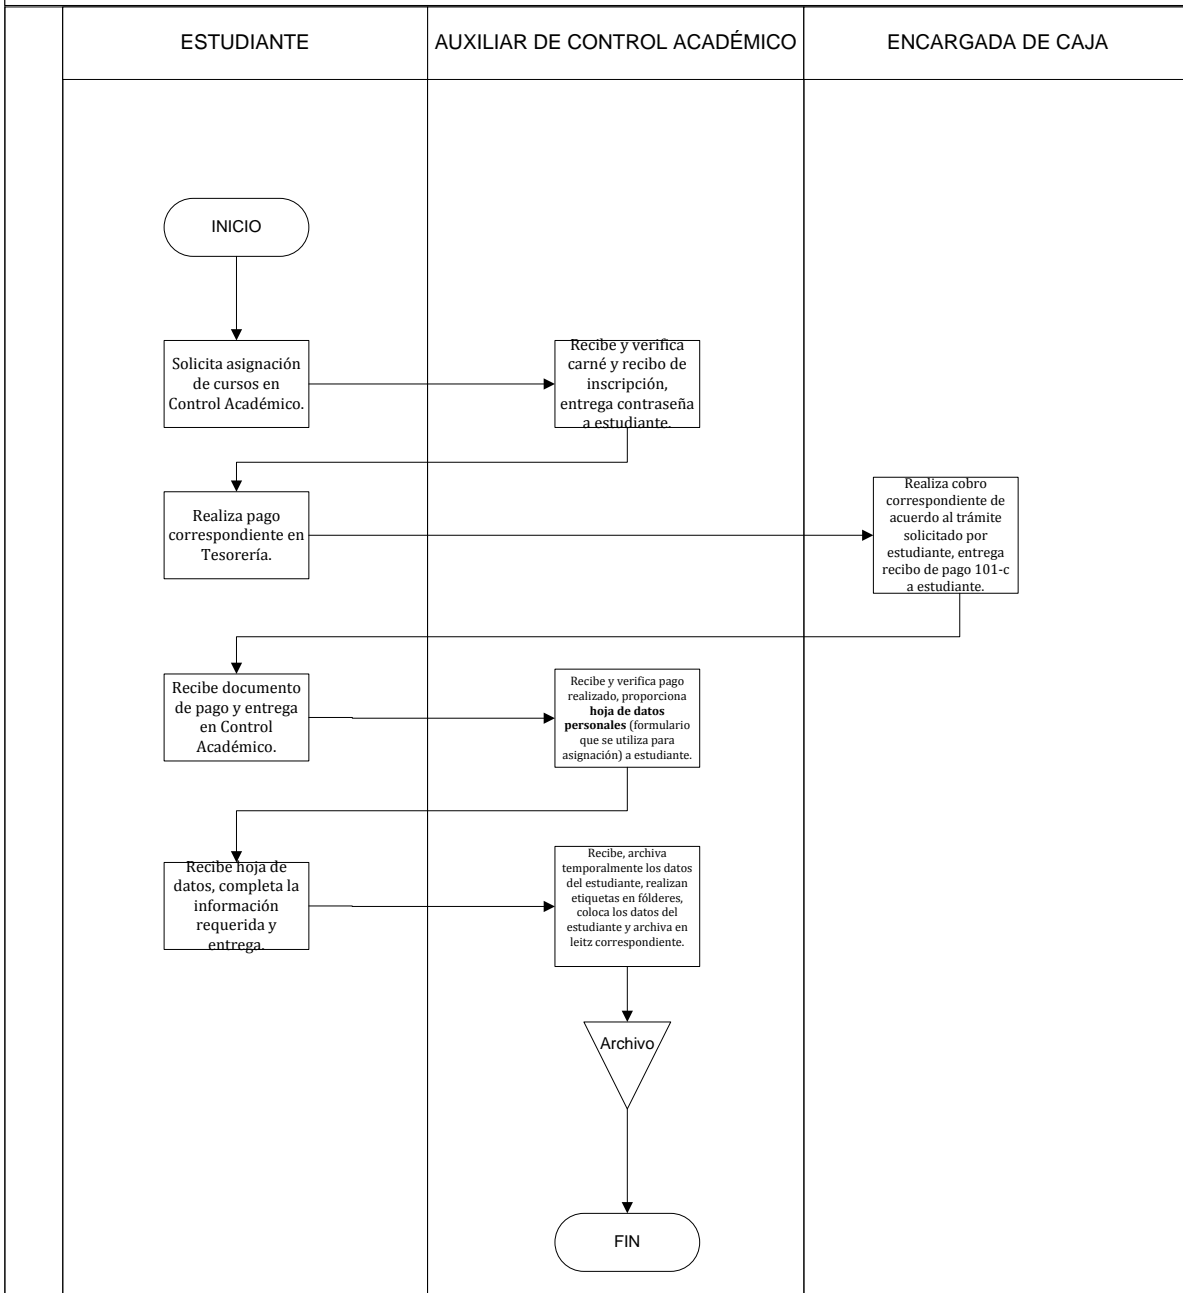 ESTUDIANTE
AUXILIAR DE CONTROL ACADÉMICO
ENCARGADA DE CAJA
INICIO
Solicita asignación
de cursos en
Control Académico.
Recibe y verifica
carné y recibo de
inscripción,
entrega contraseña
a estudiante.
Realiza pago
correspondiente en
Tesorería.
Realiza cobro
correspondiente de
acuerdo al trámite
solicitado por
estudiante, entrega
recibo de pago 101-c
a estudiante.
Recibe documento
de pago y entrega
en Control
Académico.
Recibe y verifica pago
realizado, proporciona
hoja de datos
personales (formulario
que se utiliza para
asignación) a estudiante.
Recibe hoja de
datos, completa la
información
requerida y
entrega.
Recibe, archiva
temporalmente los datos
del estudiante, realizan
etiquetas en fólderes,
coloca los datos del
estudiante y archiva en
leitz correspondiente.
Archivo
FIN